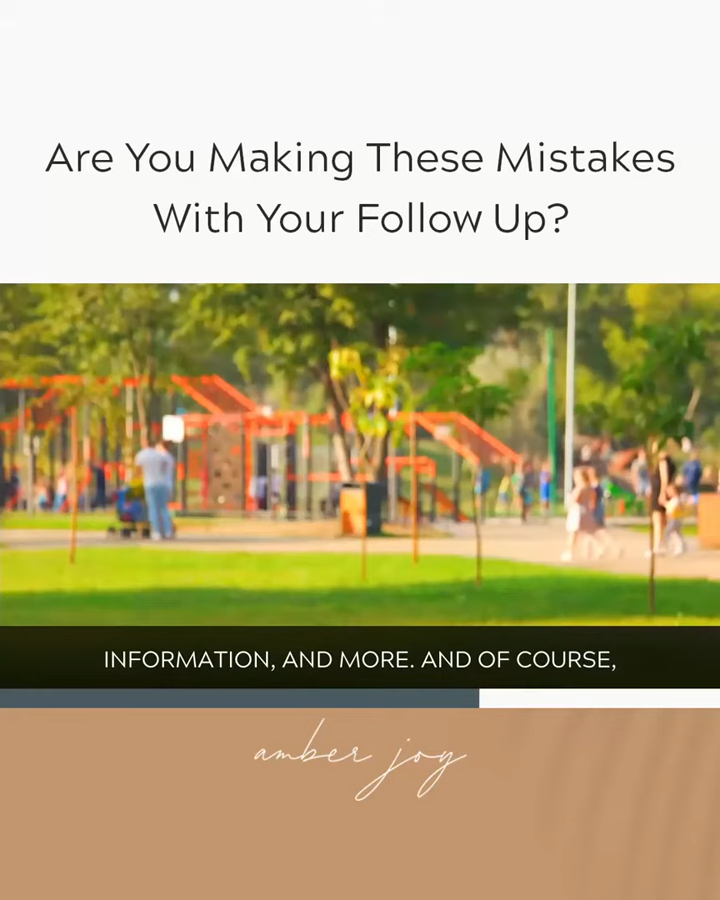 Are You Making These Mistakes
With Your Follow Up?
INFORMATION, AND MORE. AND OF COURSE,
amber joy